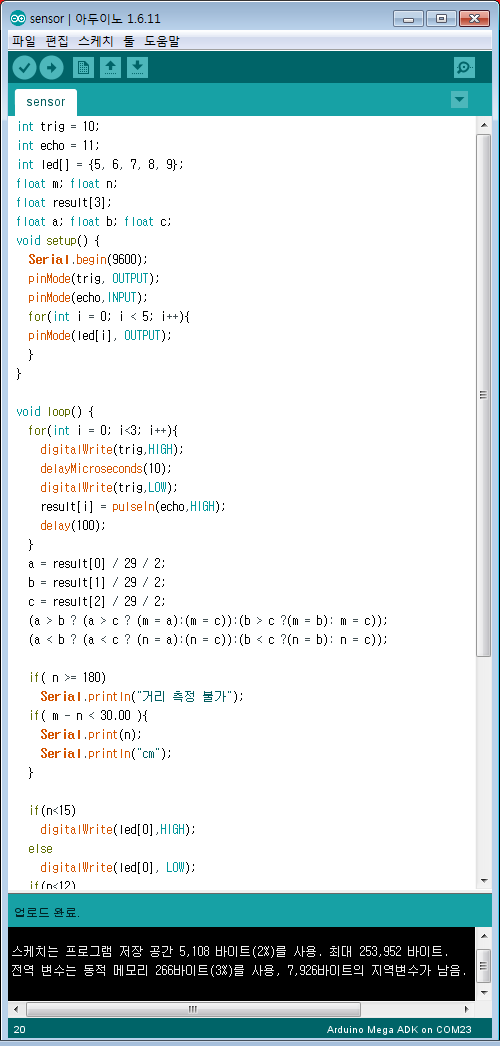 sensor | 아두이노 1.6.11
파일 편집 스케치 툴 도움말
sensor
int trig = 10;
int echo = 11;
int led[] = {5, 6, 7, 8, 9};
float m; float n;
float result[3];
float a; float b; float c;
void setup() {
  Serial.begin(9600);
  pinMode(trig, OUTPUT);
  pinMode(echo,INPUT);
  for(int i = 0; i < 5; i++){
  pinMode(led[i], OUTPUT);
  }
}
void loop() {
  for(int i = 0; i<3; i++){
    digitalWrite(trig,HIGH);
    delayMicroseconds(10);
    digitalWrite(trig,LOW);
    result[i] = pulseIn(echo,HIGH);
    delay(100);
  }
  a = result[0] / 29 / 2;
  b = result[1] / 29 / 2;
  c = result[2] / 29 / 2;
  (a > b ? (a > c ? (m = a):(m = c)):(b > c ?(m = b): m = c));
  (a < b ? (a < c ? (n = a):(n = c)):(b < c ?(n = b): n = c));
  if( n >= 180)
    Serial.println("거리 측정 불가");
  if( m - n < 30.00 ){
    Serial.print(n);
    Serial.println("cm");
  }
  if(n<15)
    digitalWrite(led[0],HIGH);
  else
    digitalWrite(led[0], LOW);
  if(n<12)
업로드 완료.
스케치는 프로그램 저장 공간 5,108 바이트(2%)를 사용. 최대 253,952 바이트.
전역 변수는 동적 메모리 266바이트(3%)를 사용, 7,926바이트의 지역변수가 남음.
20 Arduino Mega ADK on COM23